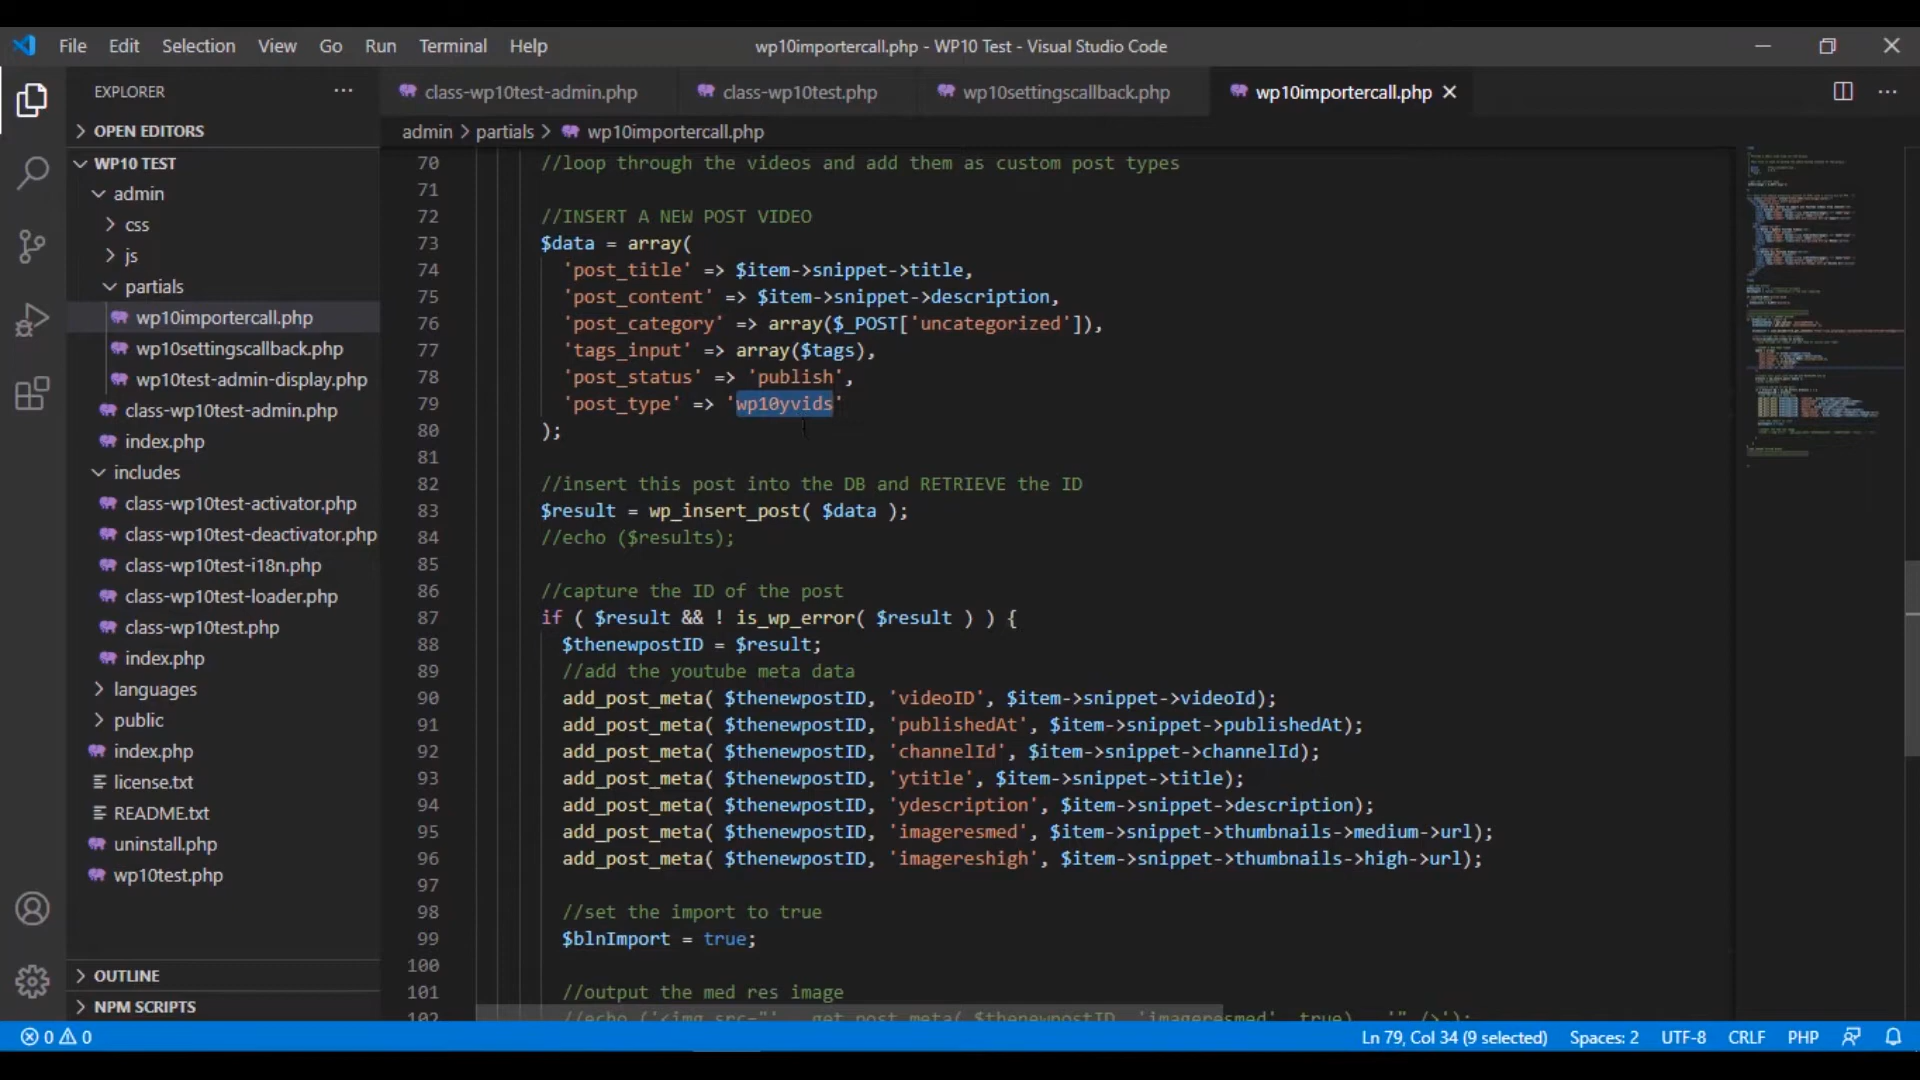 File Edit Selection View Go Run Terminal Help wp10importercall.php - WP10 Test - Visual Studio Code
EXPLORER
OPEN EDITORS
WP10 TEST
admin
css
js
partials
wp10importercall.php
wp10settingscallback.php
wp10test-admin-display.php
class-wp10test-admin.php
index.php
includes
class-wp10test-activator.php
class-wp10test-deactivator.php
class-wp10test-i18n.php
class-wp10test-loader.php
class-wp10test.php
index.php
languages
public
index.php
license.txt
README.txt
uninstall.php
wp10test.php
OUTLINE
NPM SCRIPTS
class-wp10test-admin.php class-wp10test.php wp10settingscallback.php wp10importercall.php
admin > partials > wp10importercall.php
70 //loop through the videos and add them as custom post types
71
72 //INSERT A NEW POST VIDEO
73 $data = array(
74 'post_title' => $item->snippet->title,
75 'post_content' => $item->snippet->description,
76 'post_category' => array($_POST['uncategorized']),
77 'tags_input' => array($tags),
78 'post_status' => 'publish',
79 'post_type' => 'wp10yvids'
80 );
81
82 //insert this post into the DB and RETRIEVE the ID
83 $result = wp_insert_post( $data );
84 //echo ($results);
85
86 //capture the ID of the post
87 if ( $result && ! is_wp_error( $result ) ) {
88 $thenewpostID = $result;
89 //add the youtube meta data
90 add_post_meta( $thenewpostID, 'videoID', $item->snippet->videoId);
91 add_post_meta( $thenewpostID, 'publishedAt', $item->snippet->publishedAt);
92 add_post_meta( $thenewpostID, 'channelId', $item->snippet->channelId);
93 add_post_meta( $thenewpostID, 'ytitle', $item->snippet->title);
94 add_post_meta( $thenewpostID, 'ydescription', $item->snippet->description);
95 add_post_meta( $thenewpostID, 'imageresmed', $item->snippet->thumbnails->medium->url);
96 add_post_meta( $thenewpostID, 'imagereshigh', $item->snippet->thumbnails->high->url);
97
98 //set the import to true
99 $blnImport = true;
100
101 //output the med res image
102 //echo ('<img src="' . get_post_meta( $thenewpostID, 'imageresmed', true) . '" />');
0 0 Ln 79, Col 34 (9 selected) Spaces: 2 UTF-8 CRLF PHP